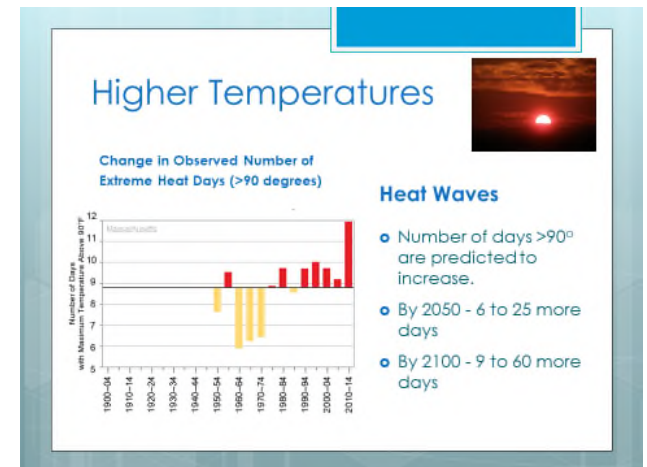 Higher Temperatures
Change in Observed Number of
Extreme Heat Days (>90 degrees)
Number of Days
with Maximum Temperature Above 90°F
12
11
10
9
8
7
6
5
Massachusetts
1900–04
1910–14
1920–24
1930–34
1940–44
1950–54
1960–64
1970–74
1980–84
1990–94
2000–04
2010–14
Heat Waves
Number of days >90°
are predicted to
increase.
By 2050 - 6 to 25 more
days
By 2100 - 9 to 60 more
days